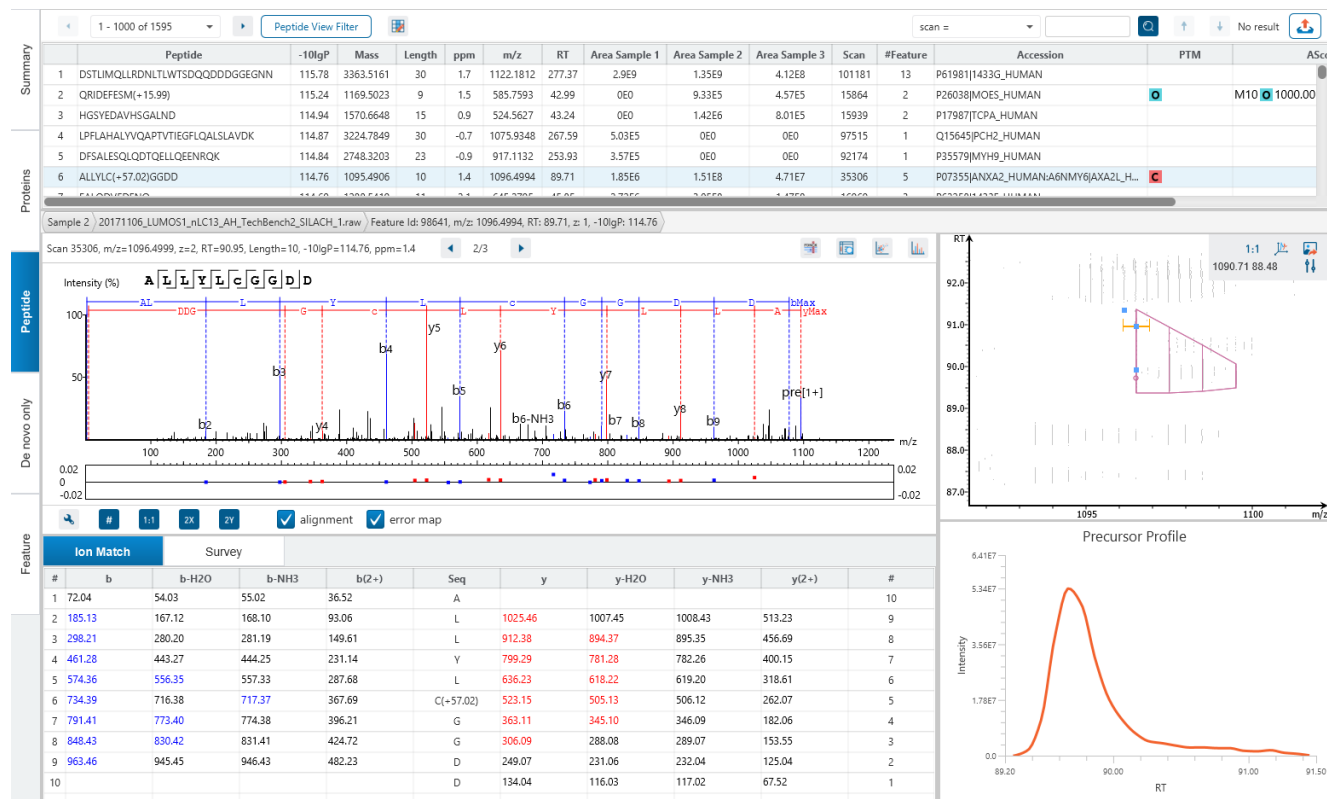 1 - 1000 of 1595 Peptide View Filter scan = No result
Summary
Proteins
Peptide
De novo only
Feature
Peptide -10lgP Mass Length ppm m/z RT Area Sample 1 Area Sample 2 Area Sample 3 Scan #Feature Accession PTM ASco
1 DSTLIMQLLRDNLTLWTSDQQDDDGGEGNN 115.78 3363.5161 30 1.7 1122.1812 277.37 2.9E9 1.35E9 4.12E8 101181 13 P61981|1433G_HUMAN
2 QRIDEFESM(+15.99) 115.24 1169.5023 9 1.5 585.7593 42.99 0E0 9.33E5 4.57E5 15864 2 P26038|MOES_HUMAN O M10 O 1000.00
3 HGSYEDAVHSGALND 114.94 1570.6648 15 0.9 524.5627 43.24 0E0 1.42E6 8.01E5 15939 2 P17987|TCPA_HUMAN
4 LPFLAHALYVQAPTVTIEGFLQALSLAVDK 114.87 3224.7849 30 -0.7 1075.9348 267.59 5.03E5 0E0 0E0 97515 1 Q15645|PCH2_HUMAN
5 DFSALESQLQDTQELLQEENRQK 114.84 2748.3203 23 -0.9 917.1132 253.93 3.57E5 0E0 0E0 92174 1 P35579|MYH9_HUMAN
6 ALLYLC(+57.02)GGDD 114.76 1095.4906 10 1.4 1096.4994 89.71 1.85E6 1.51E8 4.71E7 35306 5 P07355|ANXA2_HUMAN:A6NMY6|AXA2L_H... C
Sample 2 20171106_LUMOS1_nLC13_AH_TechBench2_SILACH_1.raw Feature Id: 98641, m/z: 1096.4994, RT: 89.71, z: 1, -10lgP: 114.76
Scan 35306, m/z=1096.4999, z=2, RT=90.95, Length=10, -10lgP=114.76, ppm=1.4 2/3
Intensity (%) A L L Y L C G G D D
AL L Y L c G G D D bMax
DDG G c L Y L L A yMax
100
50
b2 b3 y4 b4 y5 b5 y6 b6-NH3 b6 y7 b7 b8 y8 b9 pre[1+]
100 200 300 400 500 600 700 800 900 1000 1100 1200 m/z
0.02 0.02
0
-0.02 -0.02
# 1:1 2X 2Y alignment error map
RT
1:1
1090.71 88.48
92.0
91.0
90.0
89.0
88.0
87.0
1095 1100 m/z
Ion Match Survey
# b b-H2O b-NH3 b(2+) Seq y y-H2O y-NH3 y(2+) #
1 72.04 54.03 55.02 36.52 A 10
2 185.13 167.12 168.10 93.06 L 1025.46 1007.45 1008.43 513.23 9
3 298.21 280.20 281.19 149.61 L 912.38 894.37 895.35 456.69 8
4 461.28 443.27 444.25 231.14 Y 799.29 781.28 782.26 400.15 7
5 574.36 556.35 557.33 287.68 L 636.23 618.22 619.20 318.61 6
6 734.39 716.38 717.37 367.69 C(+57.02) 523.15 505.13 506.12 262.07 5
7 791.41 773.40 774.38 396.21 G 363.11 345.10 346.09 182.06 4
8 848.43 830.42 831.41 424.72 G 306.09 288.08 289.07 153.55 3
9 963.46 945.45 946.43 482.23 D 249.07 231.06 232.04 125.04 2
10 D 134.04 116.03 117.02 67.52 1
Precursor Profile
6.41E7
5.34E7
3.56E7
1.78E7
0.0
Intensity
89.20 90.00 91.00 91.50
RT